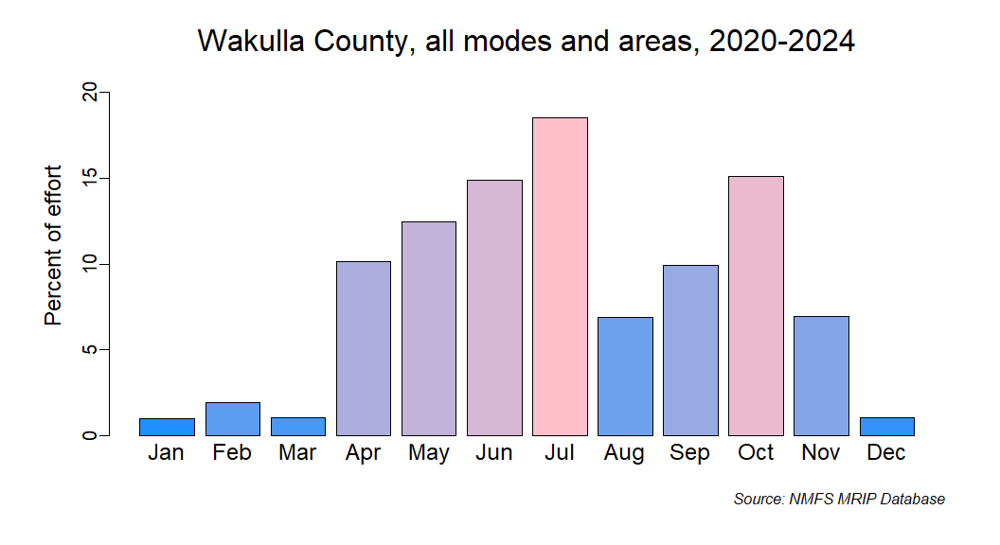 Wakulla County, all modes and areas, 2020-2024
Percent of effort
20
15
10
5
0
Jan Feb Mar Apr May Jun Jul Aug Sep Oct Nov Dec
Source: NMFS MRIP Database